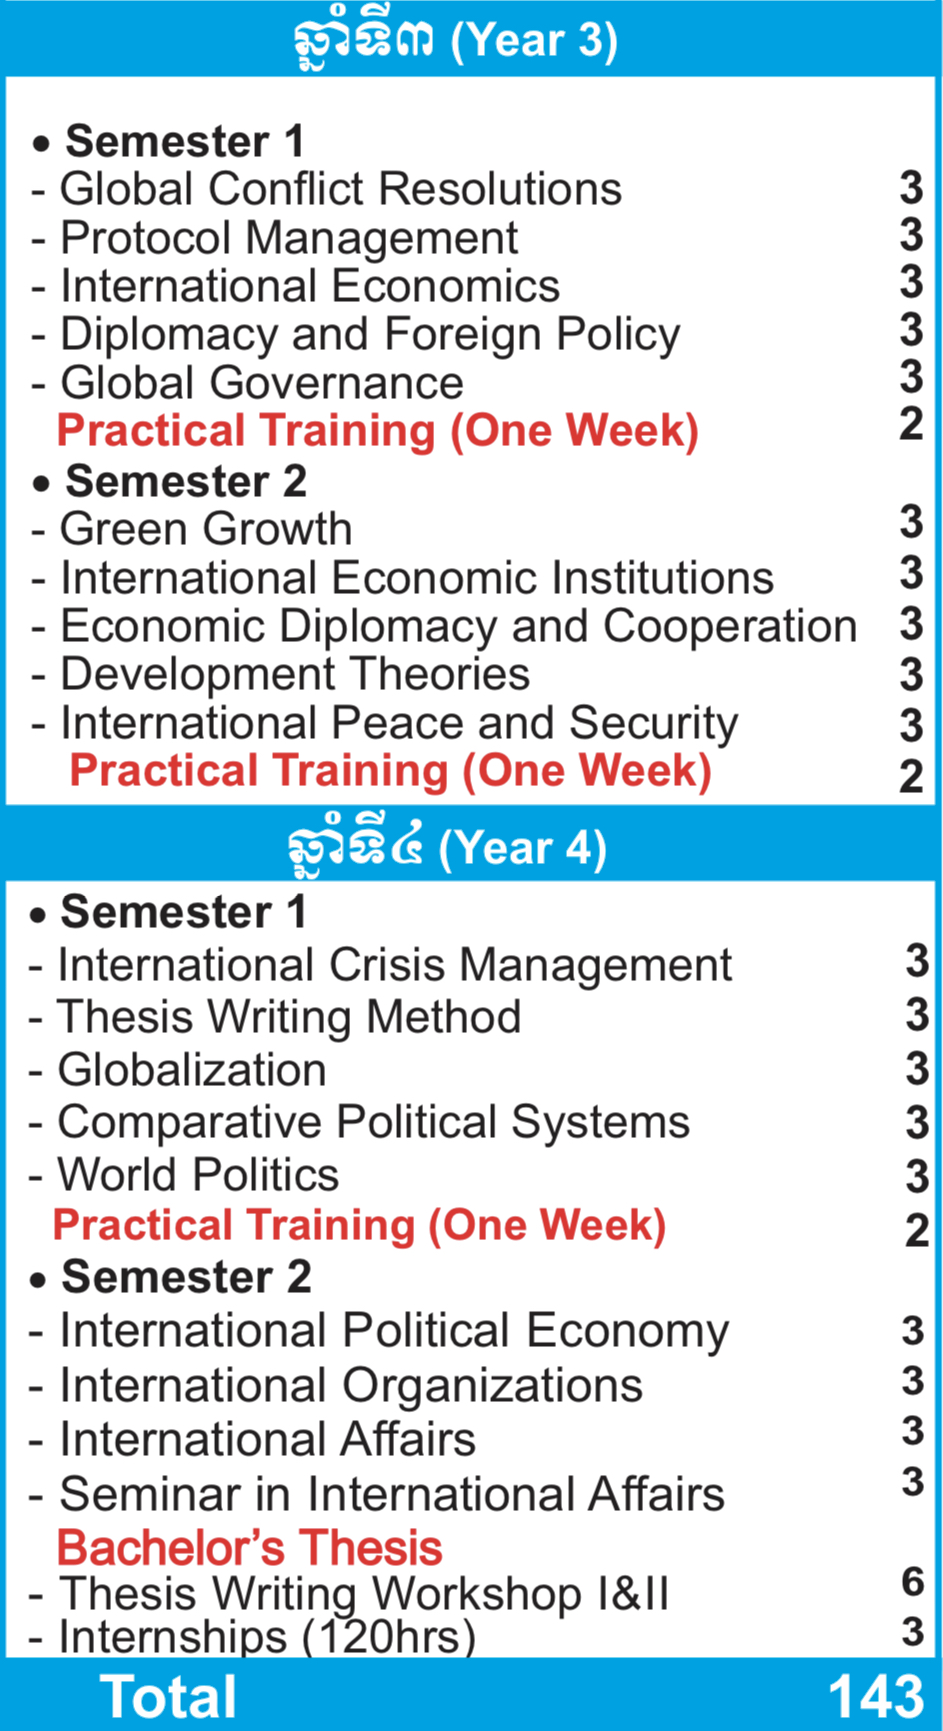 ឆ្នាំទី៣ (Year 3)
• Semester 1
- Global Conflict Resolutions 3
- Protocol Management 3
- International Economics 3
- Diplomacy and Foreign Policy 3
- Global Governance 3
Practical Training (One Week) 2
• Semester 2
- Green Growth 3
- International Economic Institutions 3
- Economic Diplomacy and Cooperation 3
- Development Theories 3
- International Peace and Security 3
Practical Training (One Week) 2
ឆ្នាំទី៤ (Year 4)
• Semester 1
- International Crisis Management 3
- Thesis Writing Method 3
- Globalization 3
- Comparative Political Systems 3
- World Politics 3
Practical Training (One Week) 2
• Semester 2
- International Political Economy 3
- International Organizations 3
- International Affairs 3
- Seminar in International Affairs 3
Bachelor’s Thesis
- Thesis Writing Workshop I&II 6
- Internships (120hrs) 3
Total 143